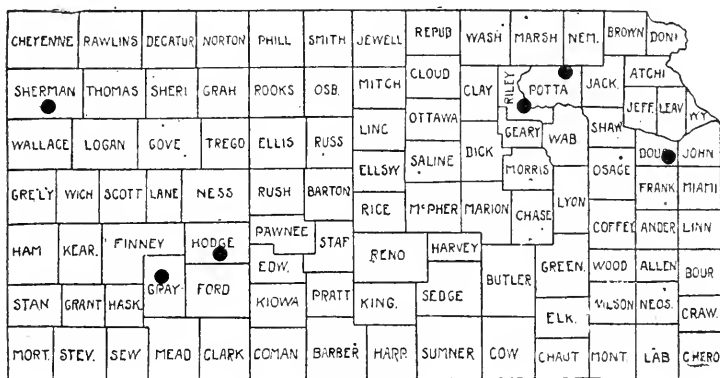 CHEYENNE RAWLINS DECATUR NORTON PHILL SMITH JEWELL REPUB WASH MARSH NEM. BROWN DONI
SHERMAN THOMAS SHERI GRAH ROOKS OSB. MITCH CLOUD CLAY RILEY POTTA JACK. ATCHI
OTTAWA JEFF. LEAV WY
WALLACE LOGAN GOVE TREGO ELLIS RUSS LINC GEARY WAB SHAW DOUG JOHN
ELLSW SALINE DICK MORRIS OSAGE
GRE'LY WICH SCOTT LANE NESS RUSH BARTON RICE McPHER MARION CHASE LYON FRANK. MIAMI
HAM KEAR. FINNEY HODGE PAWNEE STAF RENO HARVEY COFFEE ANDER LINN
GRAY FORD EDW. BUTLER GREEN. WOOD ALLEN BOUR
STAN GRANT HASK. KIOWA PRATT KING. SEDGE ELK. WILSON NEOS. CRAW.
MORT. STEV. SEW. MEAD CLARK COMAN BARBER HARP. SUMNER COW CHAUT MONT. LAB CHERO